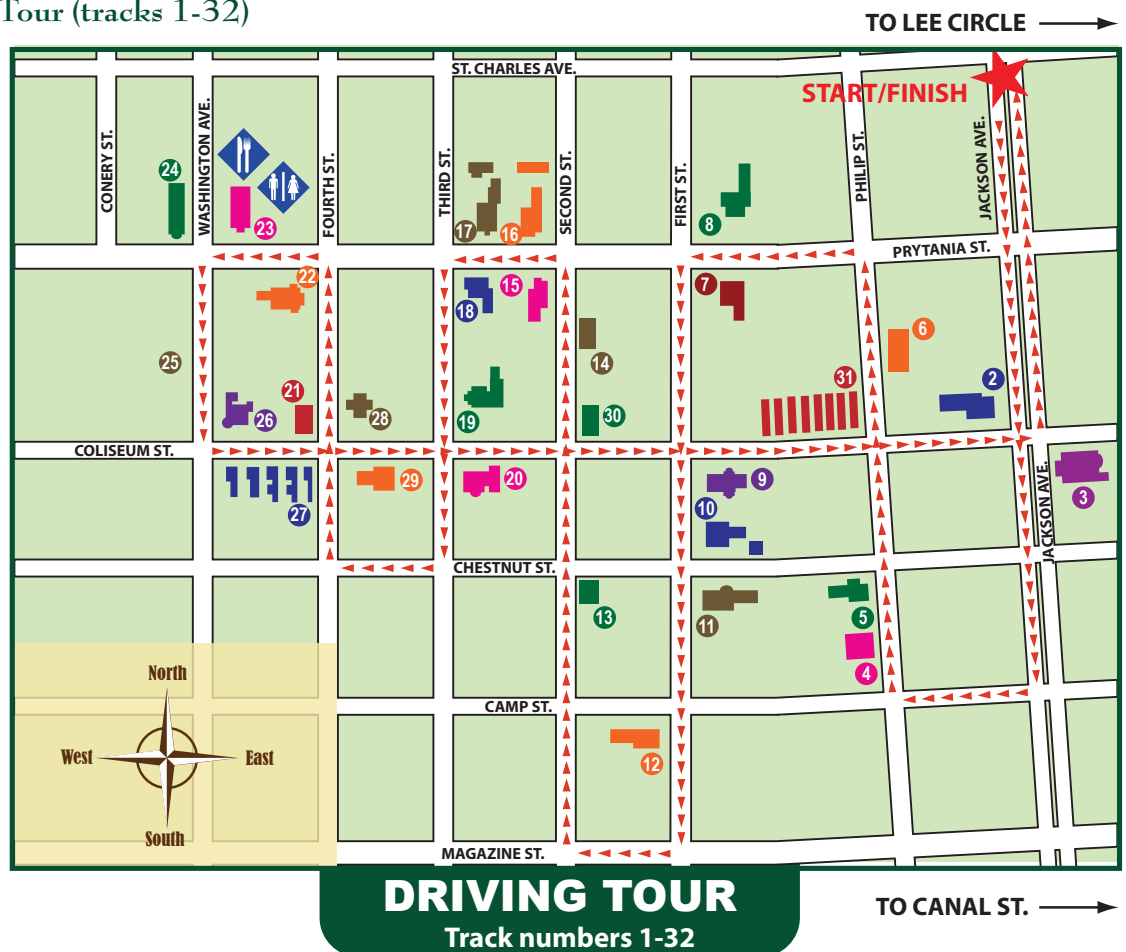 Tour (tracks 1-32)
TO LEE CIRCLE
ST. CHARLES AVE.
START/FINISH
CONERY ST.
WASHINGTON AVE.
FOURTH ST.
THIRD ST.
SECOND ST.
FIRST ST.
PHILIP ST.
JACKSON AVE.
24
23
17
16
8
PRYTANIA ST.
22
18
15
7
6
25
14
21
26
28
19
30
31
2
COLISEUM ST.
27
29
20
9
10
3
JACKSON AVE.
CHESTNUT ST.
13
11
5
4
North
West
East
South
CAMP ST.
12
MAGAZINE ST.
DRIVING TOUR
Track numbers 1-32
TO CANAL ST.